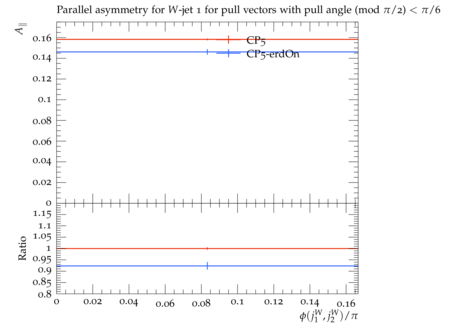 Parallel asymmetry for W-jet 1 for pull vectors with pull angle (mod π/2) < π/6
A∥
0.16
0.14
0.12
0.1
0.08
0.06
0.04
0.02
0
CP5
CP5-erdOn
Ratio
1.15
1.1
1.05
1
0.95
0.9
0.85
0.8
0 0.02 0.04 0.06 0.08 0.1 0.12 0.14 0.16
ϕ(j₁ᵂ, j₂ᵂ)/π